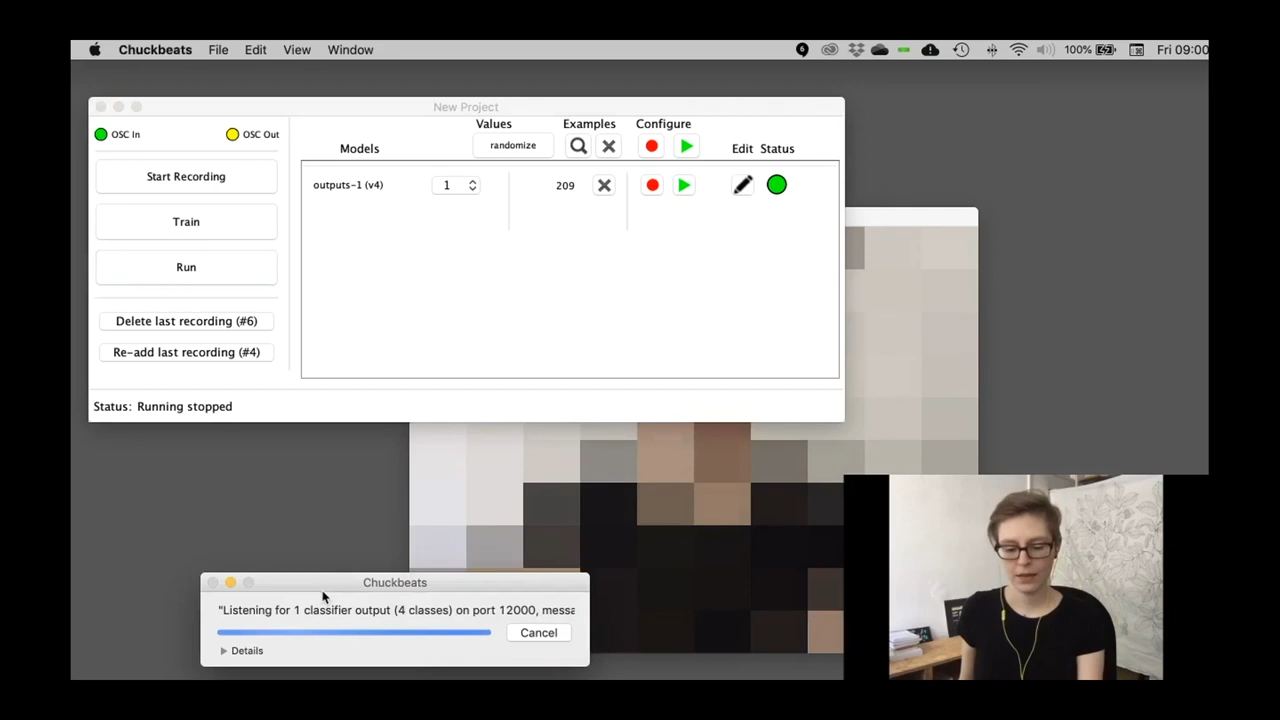 Chuckbeats File Edit View Window 100% Fri 09:00
New Project
OSC In OSC Out
Values Examples Configure
Models randomize Edit Status
Start Recording
outputs-1 (v4) 1 209
Train
Run
Delete last recording (#6)
Re-add last recording (#4)
Status: Running stopped
Chuckbeats
"Listening for 1 classifier output (4 classes) on port 12000, messa
Cancel
Details